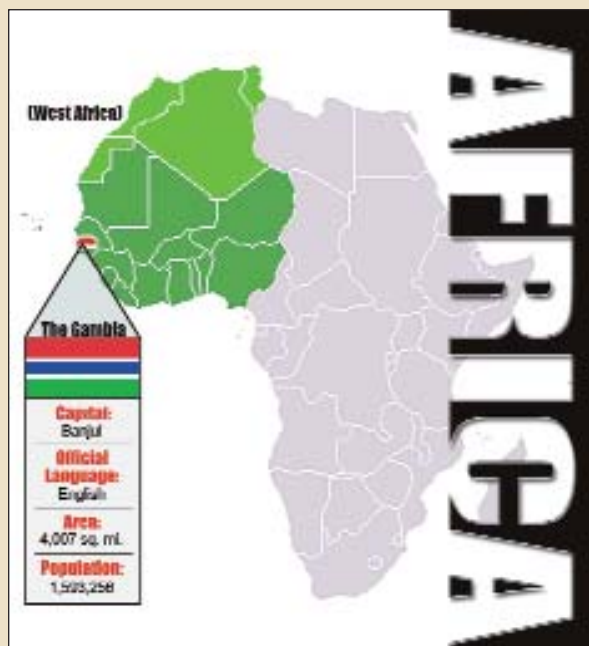 (West Africa)
The Gambia
Capital:
Banjul
Official
Language:
English
Area:
4,007 sq. mi.
Population:
1,593,256
AFRICA